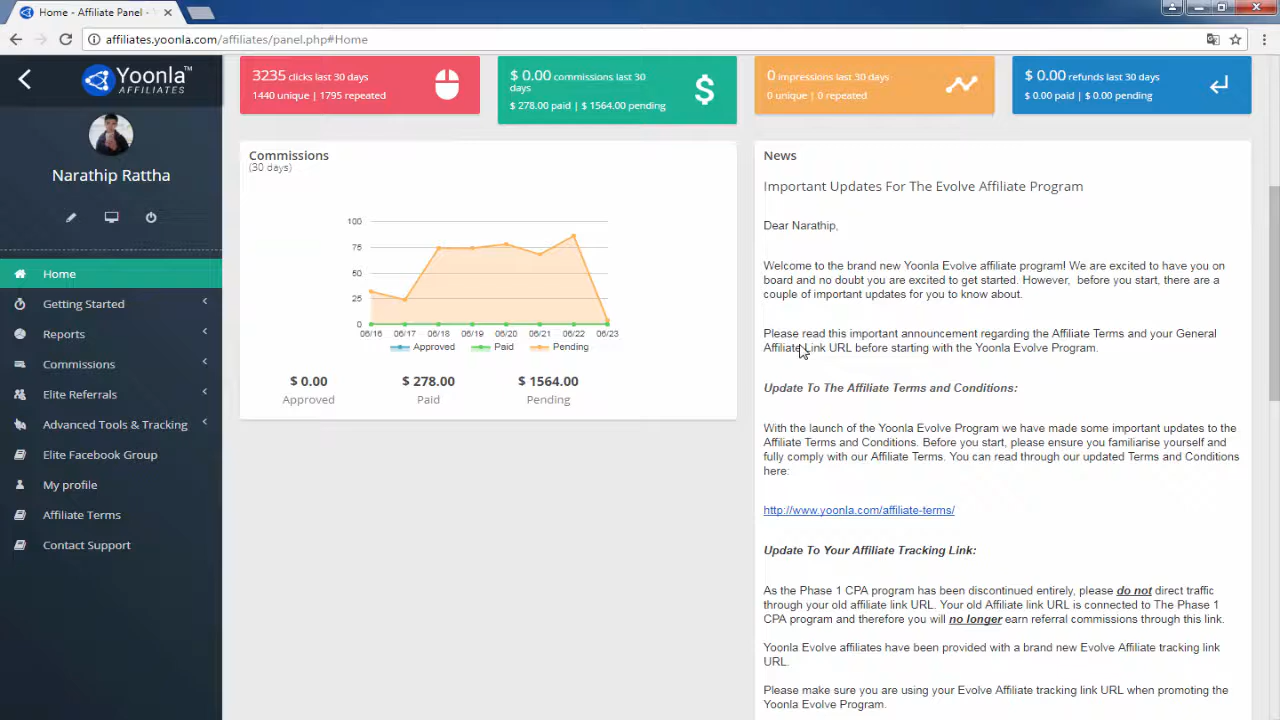 Home - Affiliate Panel -
affiliates.yoonla.com/affiliates/panel.php#Home
Yoonla™
AFFILIATES
Narathip Rattha
Home
Getting Started
Reports
Commissions
Elite Referrals
Advanced Tools & Tracking
Elite Facebook Group
My profile
Affiliate Terms
Contact Support
3235 clicks last 30 days
1440 unique | 1795 repeated
$ 0.00 commissions last 30
days
$ 278.00 paid | $ 1564.00 pending
0 impressions last 30 days
0 unique | 0 repeated
$ 0.00 refunds last 30 days
$ 0.00 paid | $ 0.00 pending
Commissions
(30 days)
100
75
50
25
0
06/16 06/17 06/18 06/19 06/20 06/21 06/22 06/23
Approved Paid Pending
$ 0.00 $ 278.00 $ 1564.00
Approved Paid Pending
News
Important Updates For The Evolve Affiliate Program
Dear Narathip,
Welcome to the brand new Yoonla Evolve affiliate program! We are excited to have you on
board and no doubt you are excited to get started. However, before you start, there are a
couple of important updates for you to know about.
Please read this important announcement regarding the Affiliate Terms and your General
Affiliate Link URL before starting with the Yoonla Evolve Program.
Update To The Affiliate Terms and Conditions:
With the launch of the Yoonla Evolve Program we have made some important updates to the
Affiliate Terms and Conditions. Before you start, please ensure you familiarise yourself and
fully comply with our Affiliate Terms. You can read through our updated Terms and Conditions
here:
http://www.yoonla.com/affiliate-terms/
Update To Your Affiliate Tracking Link:
As the Phase 1 CPA program has been discontinued entirely, please do not direct traffic
through your old affiliate link URL. Your old Affiliate link URL is connected to The Phase 1
CPA program and therefore you will no longer earn referral commissions through this link.
Yoonla Evolve affiliates have been provided with a brand new Evolve Affiliate tracking link
URL.
Please make sure you are using your Evolve Affiliate tracking link URL when promoting the
Yoonla Evolve Program.